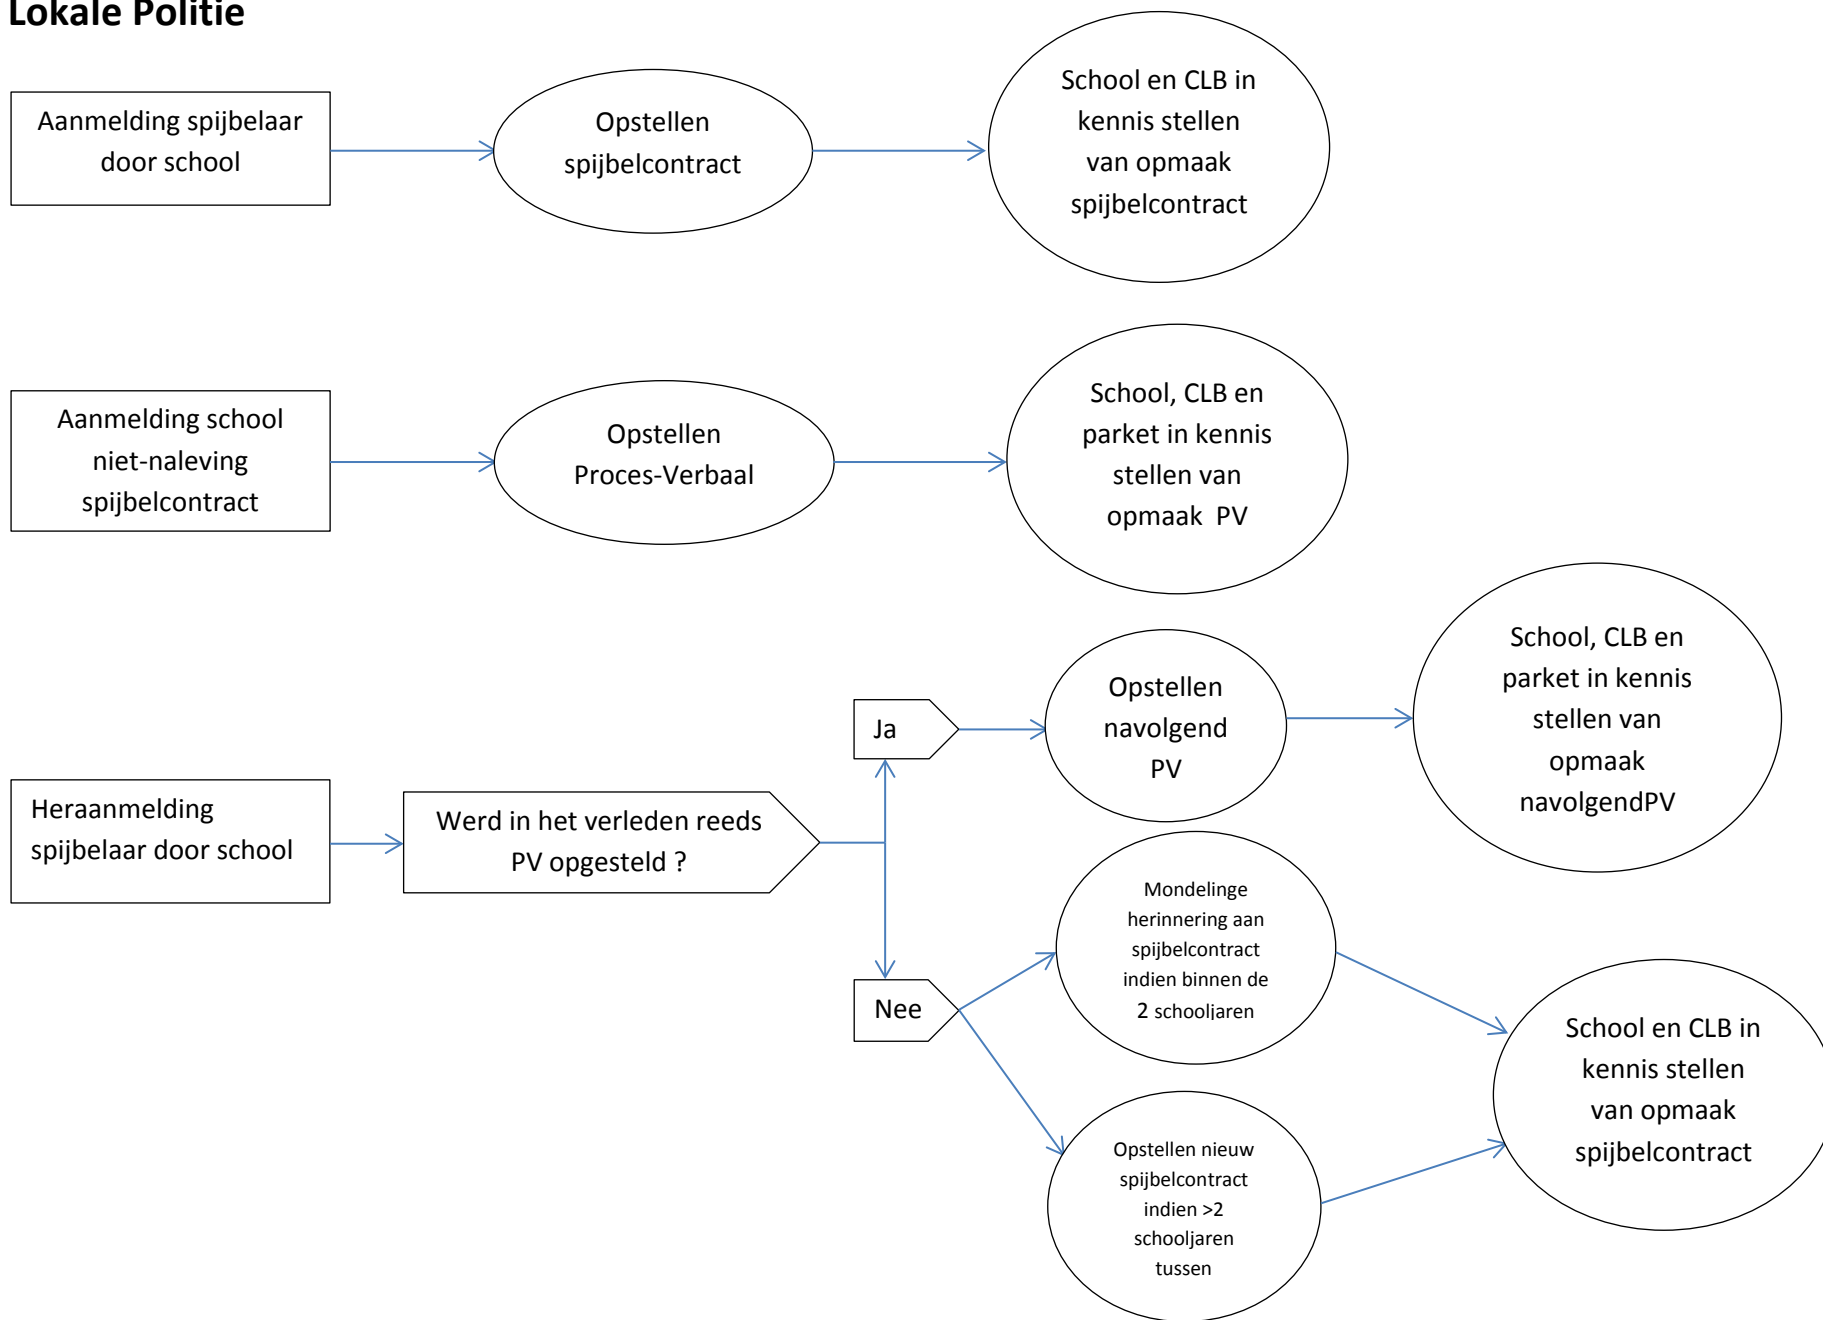 Lokale Politie
Aanmelding spijbelaar
door school
Opstellen
spijbelcontract
School en CLB in
kennis stellen
van opmaak
spijbelcontract
Aanmelding school
niet-naleving
spijbelcontract
Opstellen
Proces-Verbaal
School, CLB en
parket in kennis
stellen van
opmaak  PV
Heraanmelding
spijbelaar door school
Werd in het verleden reeds
PV opgesteld ?
Ja
Opstellen
navolgend
PV
School, CLB en
parket in kennis
stellen van
opmaak
navolgendPV
Nee
Mondelinge
herinnering aan
spijbelcontract
indien binnen de
2 schooljaren
Opstellen nieuw
spijbelcontract
indien >2
schooljaren
tussen
School en CLB in
kennis stellen
van opmaak
spijbelcontract